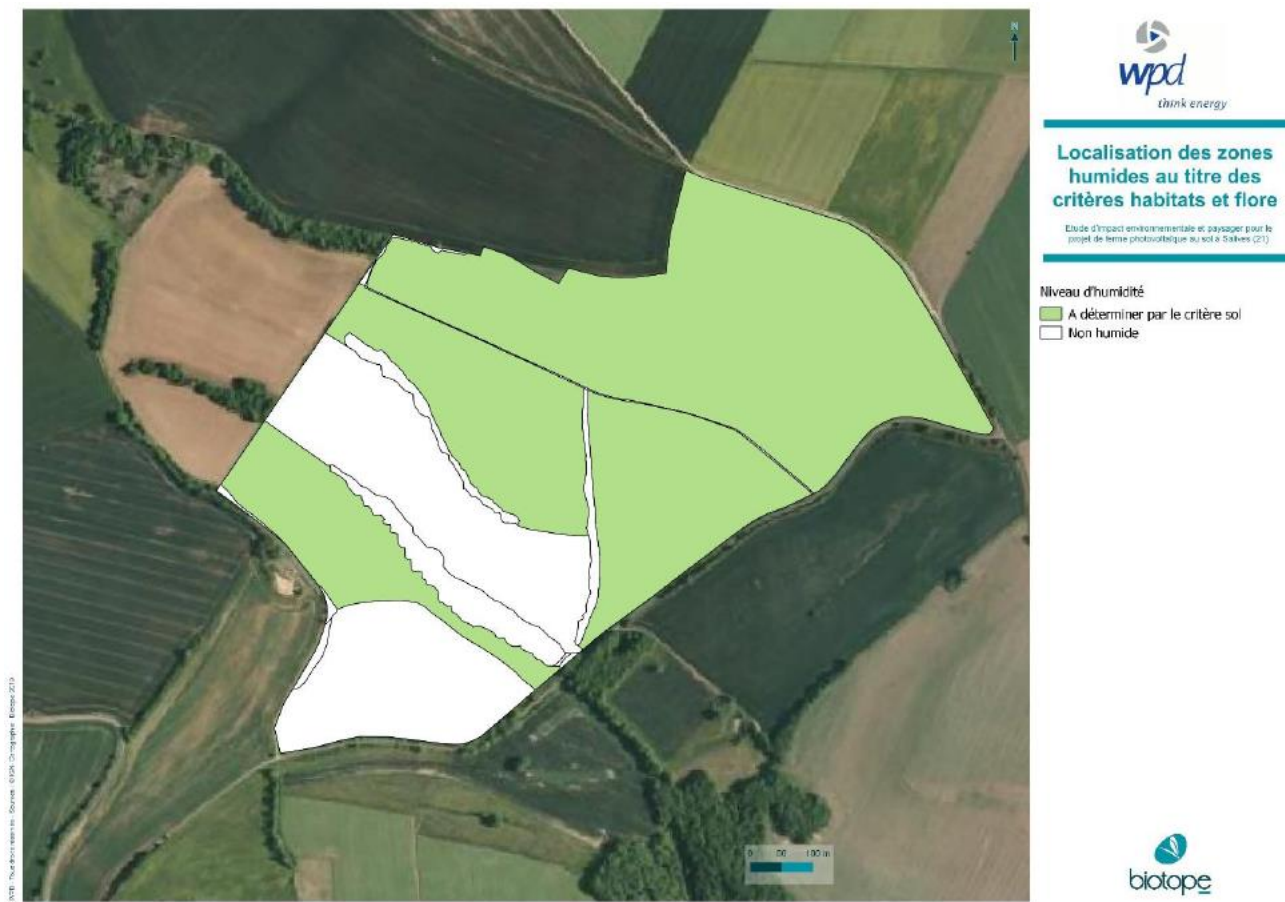 N
wpd
think energy
Localisation des zones
humides au titre des
critères habitats et flore
Etude d'impact environnementale et paysager pour le
projet de ferme photovoltaïque au sol à Salives (21)
Niveau d'humidité
A déterminer par le critère sol
Non humide
0 100 m
biotope